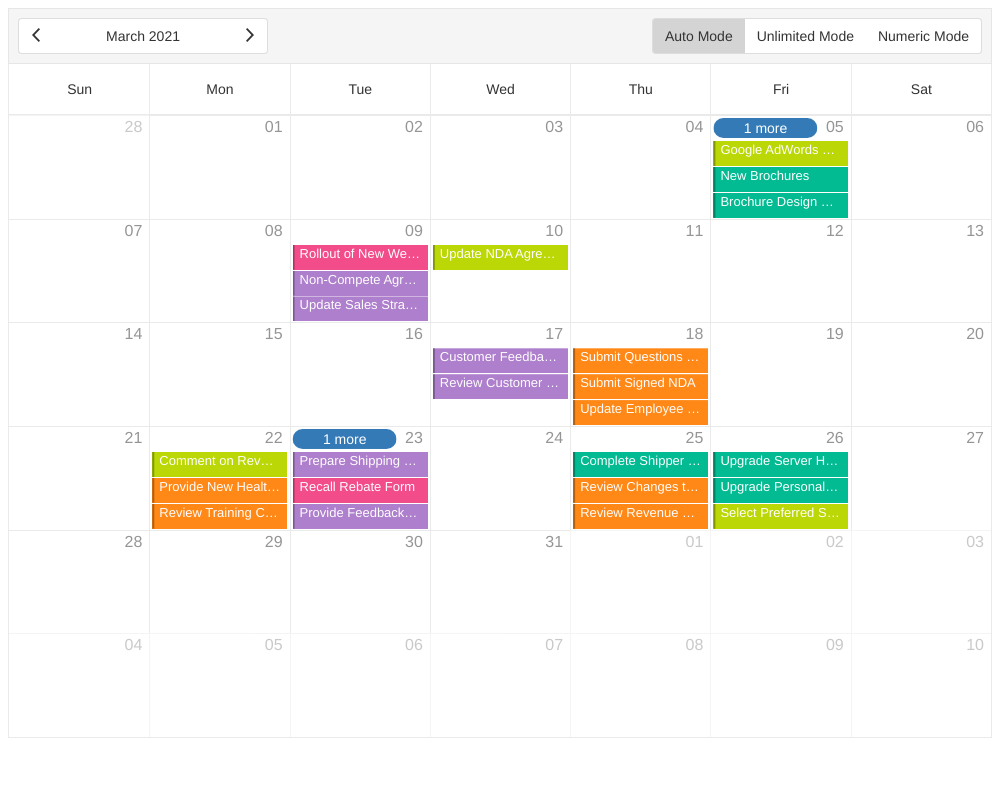 March 2021
Auto Mode Unlimited Mode Numeric Mode
Sun Mon Tue Wed Thu Fri Sat
28 01 02 03 04 1 more 05 06
Google AdWords ...
New Brochures
Brochure Design ...
07 08 09 10 11 12 13
Rollout of New We... Update NDA Agre...
Non-Compete Agr...
Update Sales Stra...
14 15 16 17 18 19 20
Customer Feedba... Submit Questions ...
Review Customer ... Submit Signed NDA
Update Employee ...
21 22 1 more 23 24 25 26 27
Comment on Rev... Prepare Shipping ... Complete Shipper ... Upgrade Server H...
Provide New Healt... Recall Rebate Form Review Changes t... Upgrade Personal...
Review Training C... Provide Feedback... Review Revenue ... Select Preferred S...
28 29 30 31 01 02 03
04 05 06 07 08 09 10